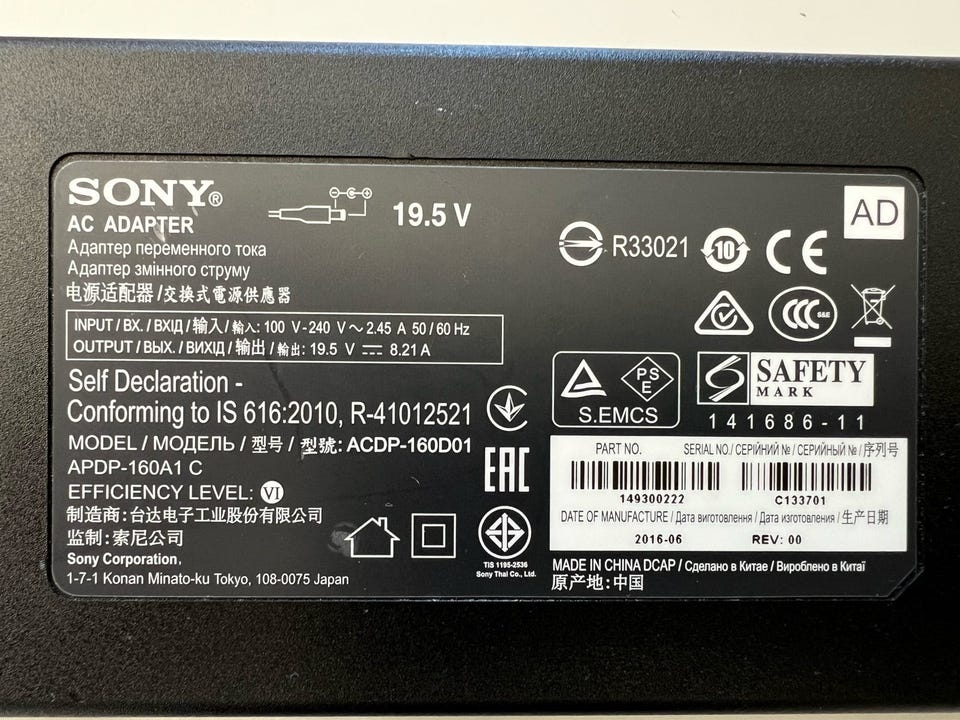 SONY®
AC ADAPTER
Адаптер переменного тока
Адаптер змінного струму
电源适配器/交換式電源供應器
19.5 V
INPUT / ВХ. / ВХІД / 输入 / 輸入: 100 V-240 V~ 2.45 A 50 / 60 Hz
OUTPUT / ВЫХ. / ВИХІД / 输出 / 輸出: 19.5 V ⎓ 8.21 A
Self Declaration -
Conforming to IS 616:2010, R-41012521
MODEL / МОДЕЛЬ / 型号 / 型號: ACDP-160D01
APDP-160A1 C
EFFICIENCY LEVEL: VI
制造商:台达电子工业股份有限公司
监制:索尼公司
Sony Corporation,
1-7-1 Konan Minato-ku Tokyo, 108-0075 Japan
EAC
TIS 1195-2536
Sony Thai Co., Ltd.
AD
R33021
10
CE
CCC S&E
PSE
S.EMCS
SAFETY
MARK
141686-11
PART NO.
SERIAL NO./ СЕРІЙНИЙ № / СЕРИЙНЫЙ № /序列号
149300222
C133701
DATE OF MANUFACTURE / Дата виготовлення / Дата изготовления / 生产日期
2016-06
REV: 00
MADE IN CHINA DCAP / Сделано в Китае / Вироблено в Китаї
原产地:中国